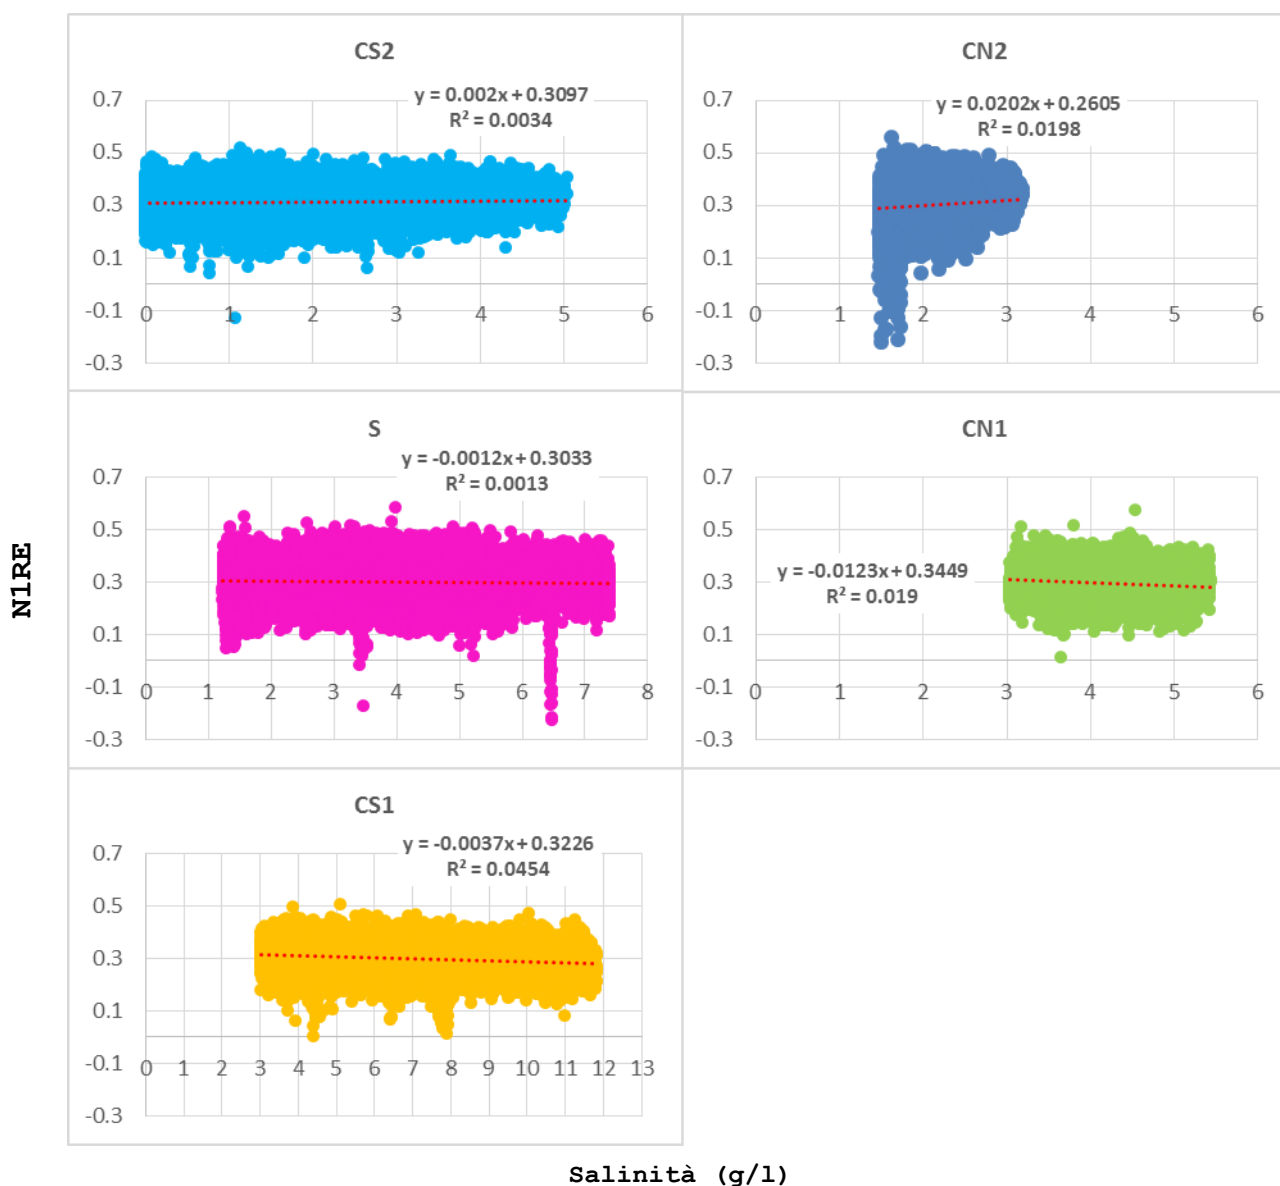 CS2
y = 0.002x + 0.3097
R² = 0.0034
0.7
0.5
0.3
0.1
-0.1
-0.3
0 1 2 3 4 5 6
CN2
y = 0.0202x + 0.2605
R² = 0.0198
0.7
0.5
0.3
0.1
-0.1
-0.3
0 1 2 3 4 5 6
S
y = -0.0012x + 0.3033
R² = 0.0013
0.7
0.5
0.3
0.1
-0.1
-0.3
0 1 2 3 4 5 6 7 8
CN1
y = -0.0123x + 0.3449
R² = 0.019
0.7
0.5
0.3
0.1
-0.1
-0.3
0 1 2 3 4 5 6
CS1
y = -0.0037x + 0.3226
R² = 0.0454
0.7
0.5
0.3
0.1
-0.1
-0.3
0 1 2 3 4 5 6 7 8 9 10 11 12 13
N1RE
Salinità (g/l)